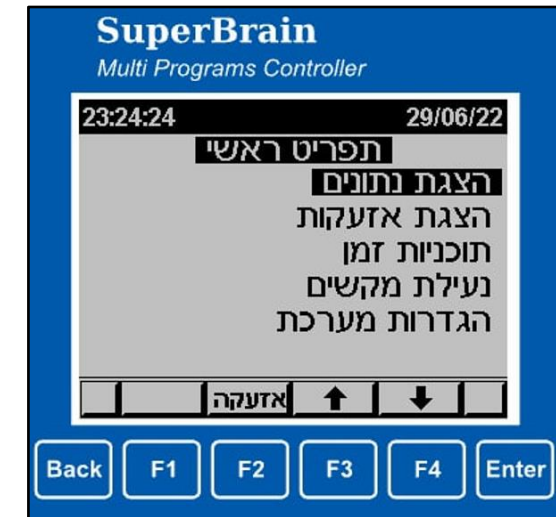 SuperBrain
Multi Programs Controller
23:24:24 29/06/22
תפריט ראשי
הצגת נתונים
הצגת אזעקות
תוכניות זמן
נעילת מקשים
הגדרות מערכת
אזעקה
Back F1 F2 F3 F4 Enter